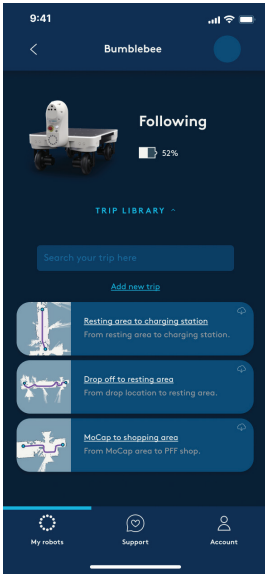 9:41
Bumblebee
Following
52%
TRIP LIBRARY
Search your trip here
Add new trip
Resting area to charging station
From resting area to charging station.
Drop off to resting area
From drop location to resting area.
MoCap to shopping area
From MoCap area to PFF shop.
My robots
Support
Account